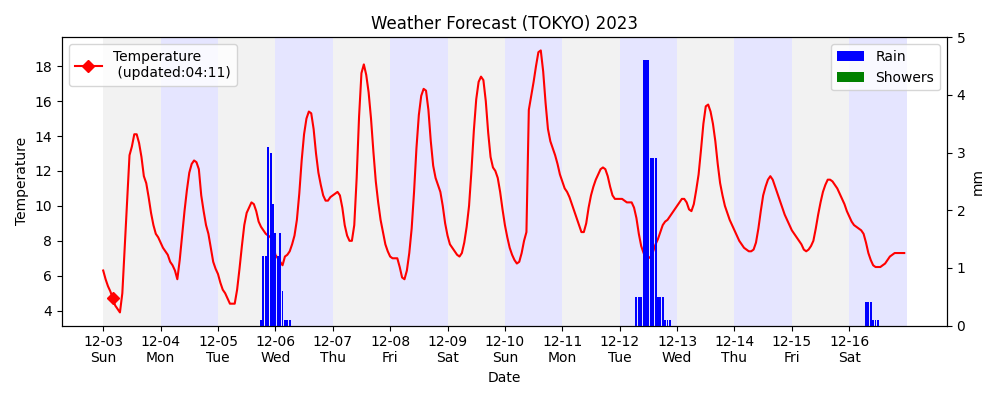 Weather Forecast (TOKYO) 2023
Temperature
(updated:04:11)
Rain
Showers
Temperature
18
16
14
12
10
8
6
4
5
4
3
2
1
0
mm
12-03 12-04 12-05 12-06 12-07 12-08 12-09 12-10 12-11 12-12 12-13 12-14 12-15 12-16
Sun Mon Tue Wed Thu Fri Sat Sun Mon Tue Wed Thu Fri Sat
Date